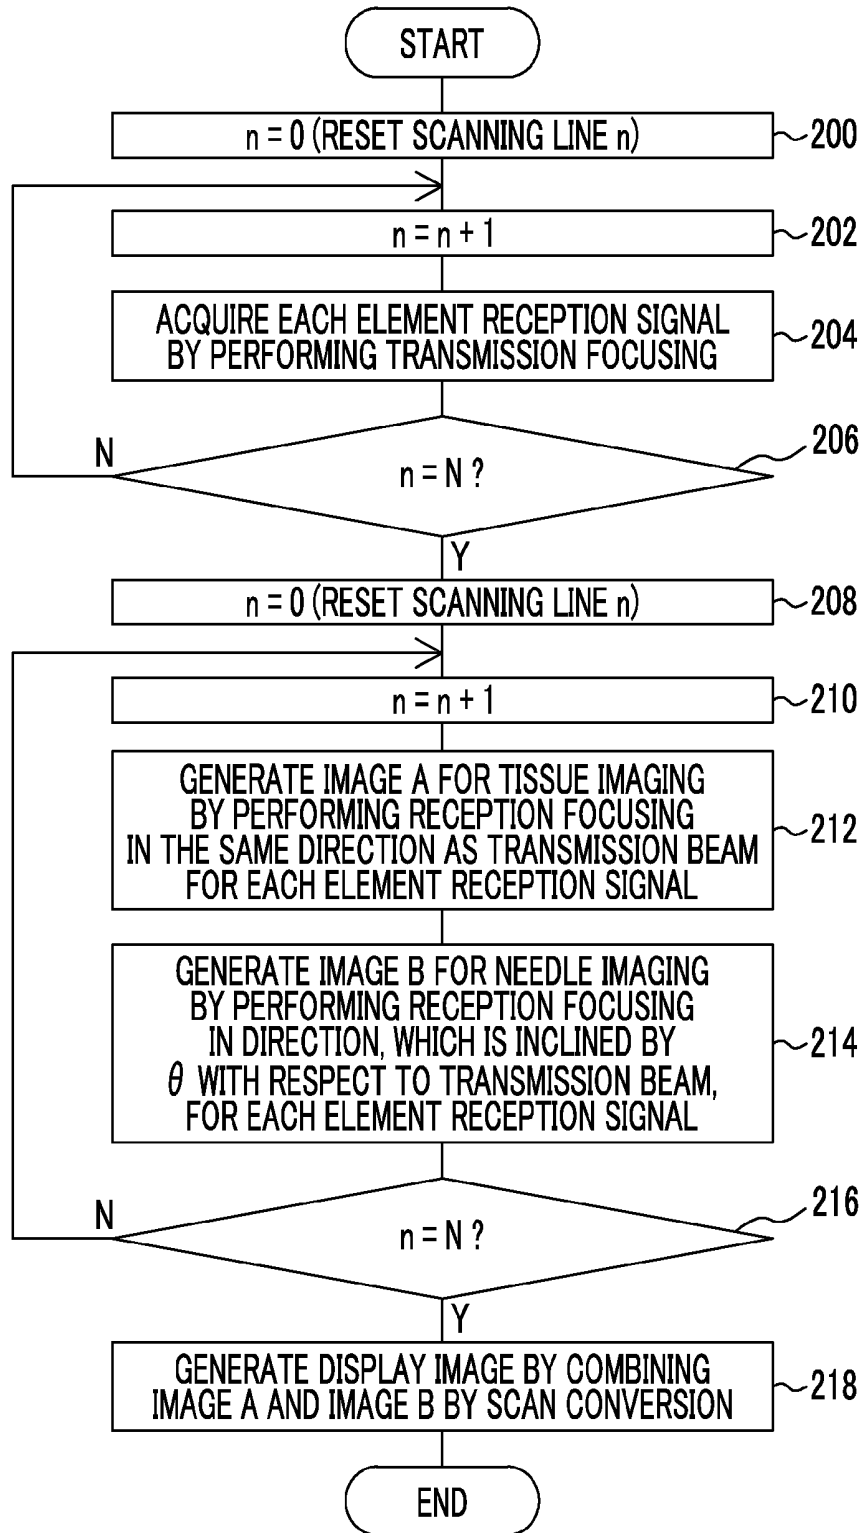 START
n = 0 (RESET SCANNING LINE n)
200
n = n + 1
202
ACQUIRE EACH ELEMENT RECEPTION SIGNAL
BY PERFORMING TRANSMISSION FOCUSING
204
206
N
n = N ?
Y
n = 0 (RESET SCANNING LINE n)
208
n = n + 1
210
GENERATE IMAGE A FOR TISSUE IMAGING
BY PERFORMING RECEPTION FOCUSING
IN THE SAME DIRECTION AS TRANSMISSION BEAM
FOR EACH ELEMENT RECEPTION SIGNAL
212
GENERATE IMAGE B FOR NEEDLE IMAGING
BY PERFORMING RECEPTION FOCUSING
IN DIRECTION, WHICH IS INCLINED BY
θ WITH RESPECT TO TRANSMISSION BEAM,
FOR EACH ELEMENT RECEPTION SIGNAL
214
216
N
n = N ?
Y
GENERATE DISPLAY IMAGE BY COMBINING
IMAGE A AND IMAGE B BY SCAN CONVERSION
218
END